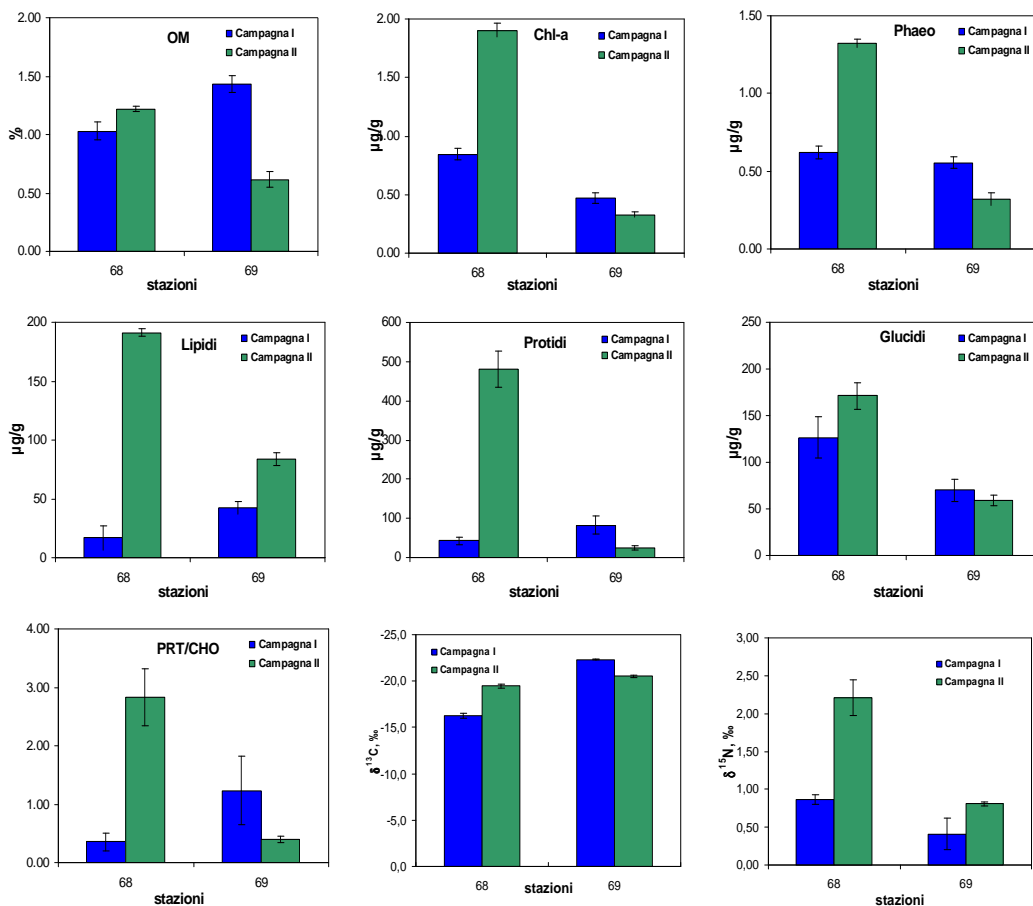 OM
Campagna I
Campagna II
%
2.00
1.50
1.00
0.50
0.00
68
69
stazioni
Chl-a
Campagna I
Campagna II
µg/g
2.00
1.50
1.00
0.50
0.00
68
69
stazioni
Phaeo
Campagna I
Campagna II
µg/g
1.50
1.00
0.50
0.00
68
69
stazioni
Lipidi
Campagna I
Campagna II
µg/g
200
150
100
50
0
68
69
stazioni
Protidi
Campagna I
Campagna II
µg/g
600
500
400
300
200
100
0
68
69
stazioni
Glucidi
Campagna I
Campagna II
µg/g
250
200
150
100
50
0
68
69
stazioni
PRT/CHO
Campagna I
Campagna II
4.00
3.00
2.00
1.00
0.00
68
69
stazioni
Campagna I
Campagna II
δ¹³C, ‰
-25,0
-20,0
-15,0
-10,0
-5,0
0,0
68
69
stazioni
Campagna I
Campagna II
δ¹⁵N, ‰
3,00
2,50
2,00
1,50
1,00
0,50
0,00
68
69
stazioni